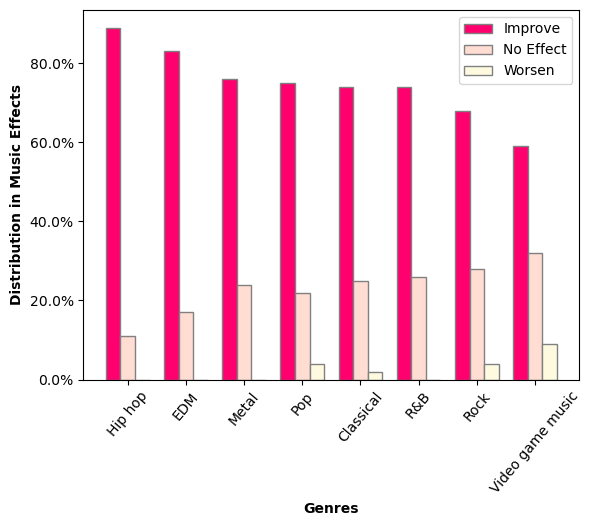 Improve
No Effect
Worsen
Distribution in Music Effects
80.0%
60.0%
40.0%
20.0%
0.0%
Hip hop
EDM
Metal
Pop
Classical
R&B
Rock
Video game music
Genres